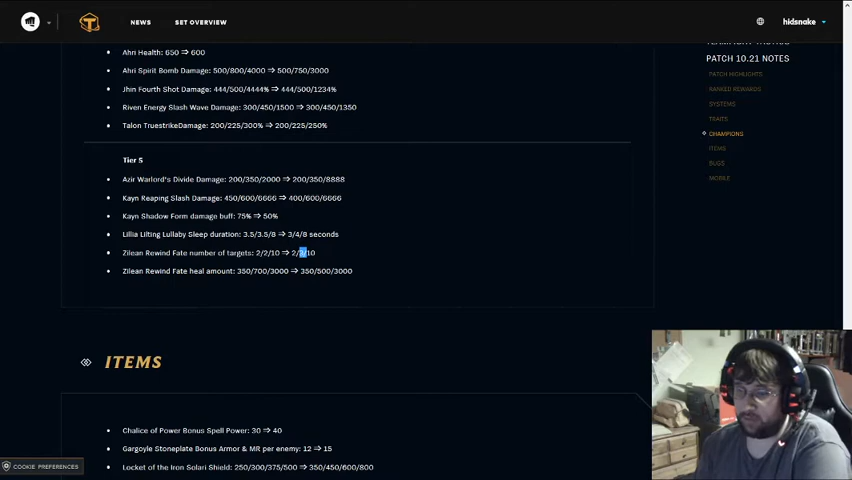 NEWS
SET OVERVIEW
hidsnake
Ahri Health: 650 ⇒ 600
Ahri Spirit Bomb Damage: 500/800/4000 ⇒ 500/750/3000
Jhin Fourth Shot Damage: 444/500/4444% ⇒ 444/500/1234%
Riven Energy Slash Wave Damage: 300/450/1500 ⇒ 300/450/1350
Talon TruestrikeDamage: 200/225/300% ⇒ 200/225/250%
Tier 5
Azir Warlord's Divide Damage: 200/350/2000 ⇒ 200/350/8888
Kayn Reaping Slash Damage: 450/600/6666 ⇒ 400/600/6666
Kayn Shadow Form damage buff: 75% ⇒ 50%
Lillia Lilting Lullaby Sleep duration: 3.5/3.5/8 ⇒ 3/4/8 seconds
Zilean Rewind Fate number of targets: 2/2/10 ⇒ 2/3/10
Zilean Rewind Fate heal amount: 350/700/3000 ⇒ 350/500/3000
ITEMS
Chalice of Power Bonus Spell Power: 30 ⇒ 40
Gargoyle Stoneplate Bonus Armor & MR per enemy: 12 ⇒ 15
Locket of the Iron Solari Shield: 250/300/375/500 ⇒ 350/450/600/800
COOKIE PREFERENCES
TEAMFIGHT TACTICS
PATCH 10.21 NOTES
PATCH HIGHLIGHTS
RANKED REWARDS
SYSTEMS
TRAITS
CHAMPIONS
ITEMS
BUGS
MOBILE